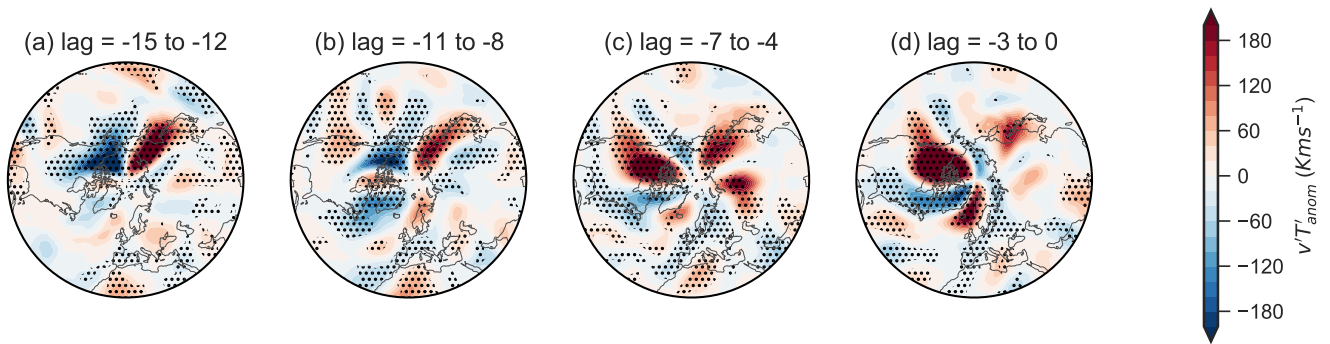 (a) lag = -15 to -12
(b) lag = -11 to -8
(c) lag = -7 to -4
(d) lag = -3 to 0
180
120
60
0
−60
−120
−180
v′T′anom (Kms⁻¹)